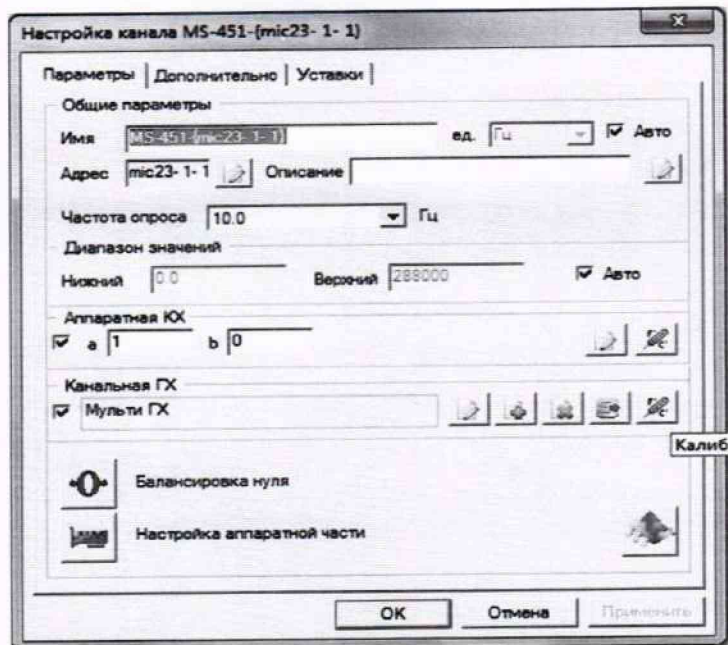 Настройка канала MS-451-{mic23- 1- 1}
Параметры Дополнительно Уставки
Общие параметры
Имя MS-451-{mic23- 1- 1} ед. Гц Авто
Адрес mic23- 1- 1 Описание
Частота опроса 10.0 Гц
Диапазон значений
Нижний 0.0 Верхний 288000 Авто
Аппаратная КХ
a 1 b 0
Канальная ГХ
Мульти ГХ
Калиб
Балансировка нуля
Настройка аппаратной части
OK Отмена Применить